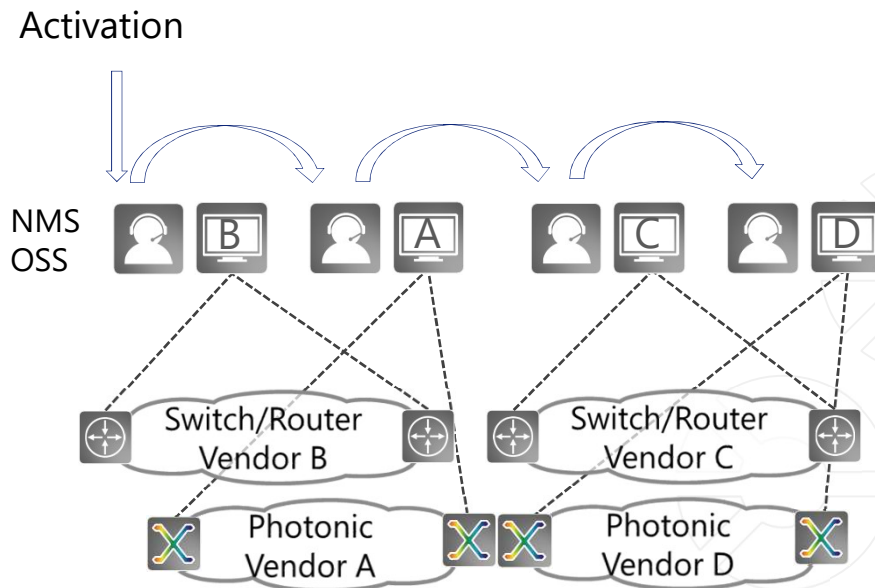 Activation
NMS
OSS
B
A
C
D
Switch/Router
Vendor B
Switch/Router
Vendor C
Photonic
Vendor A
Photonic
Vendor D